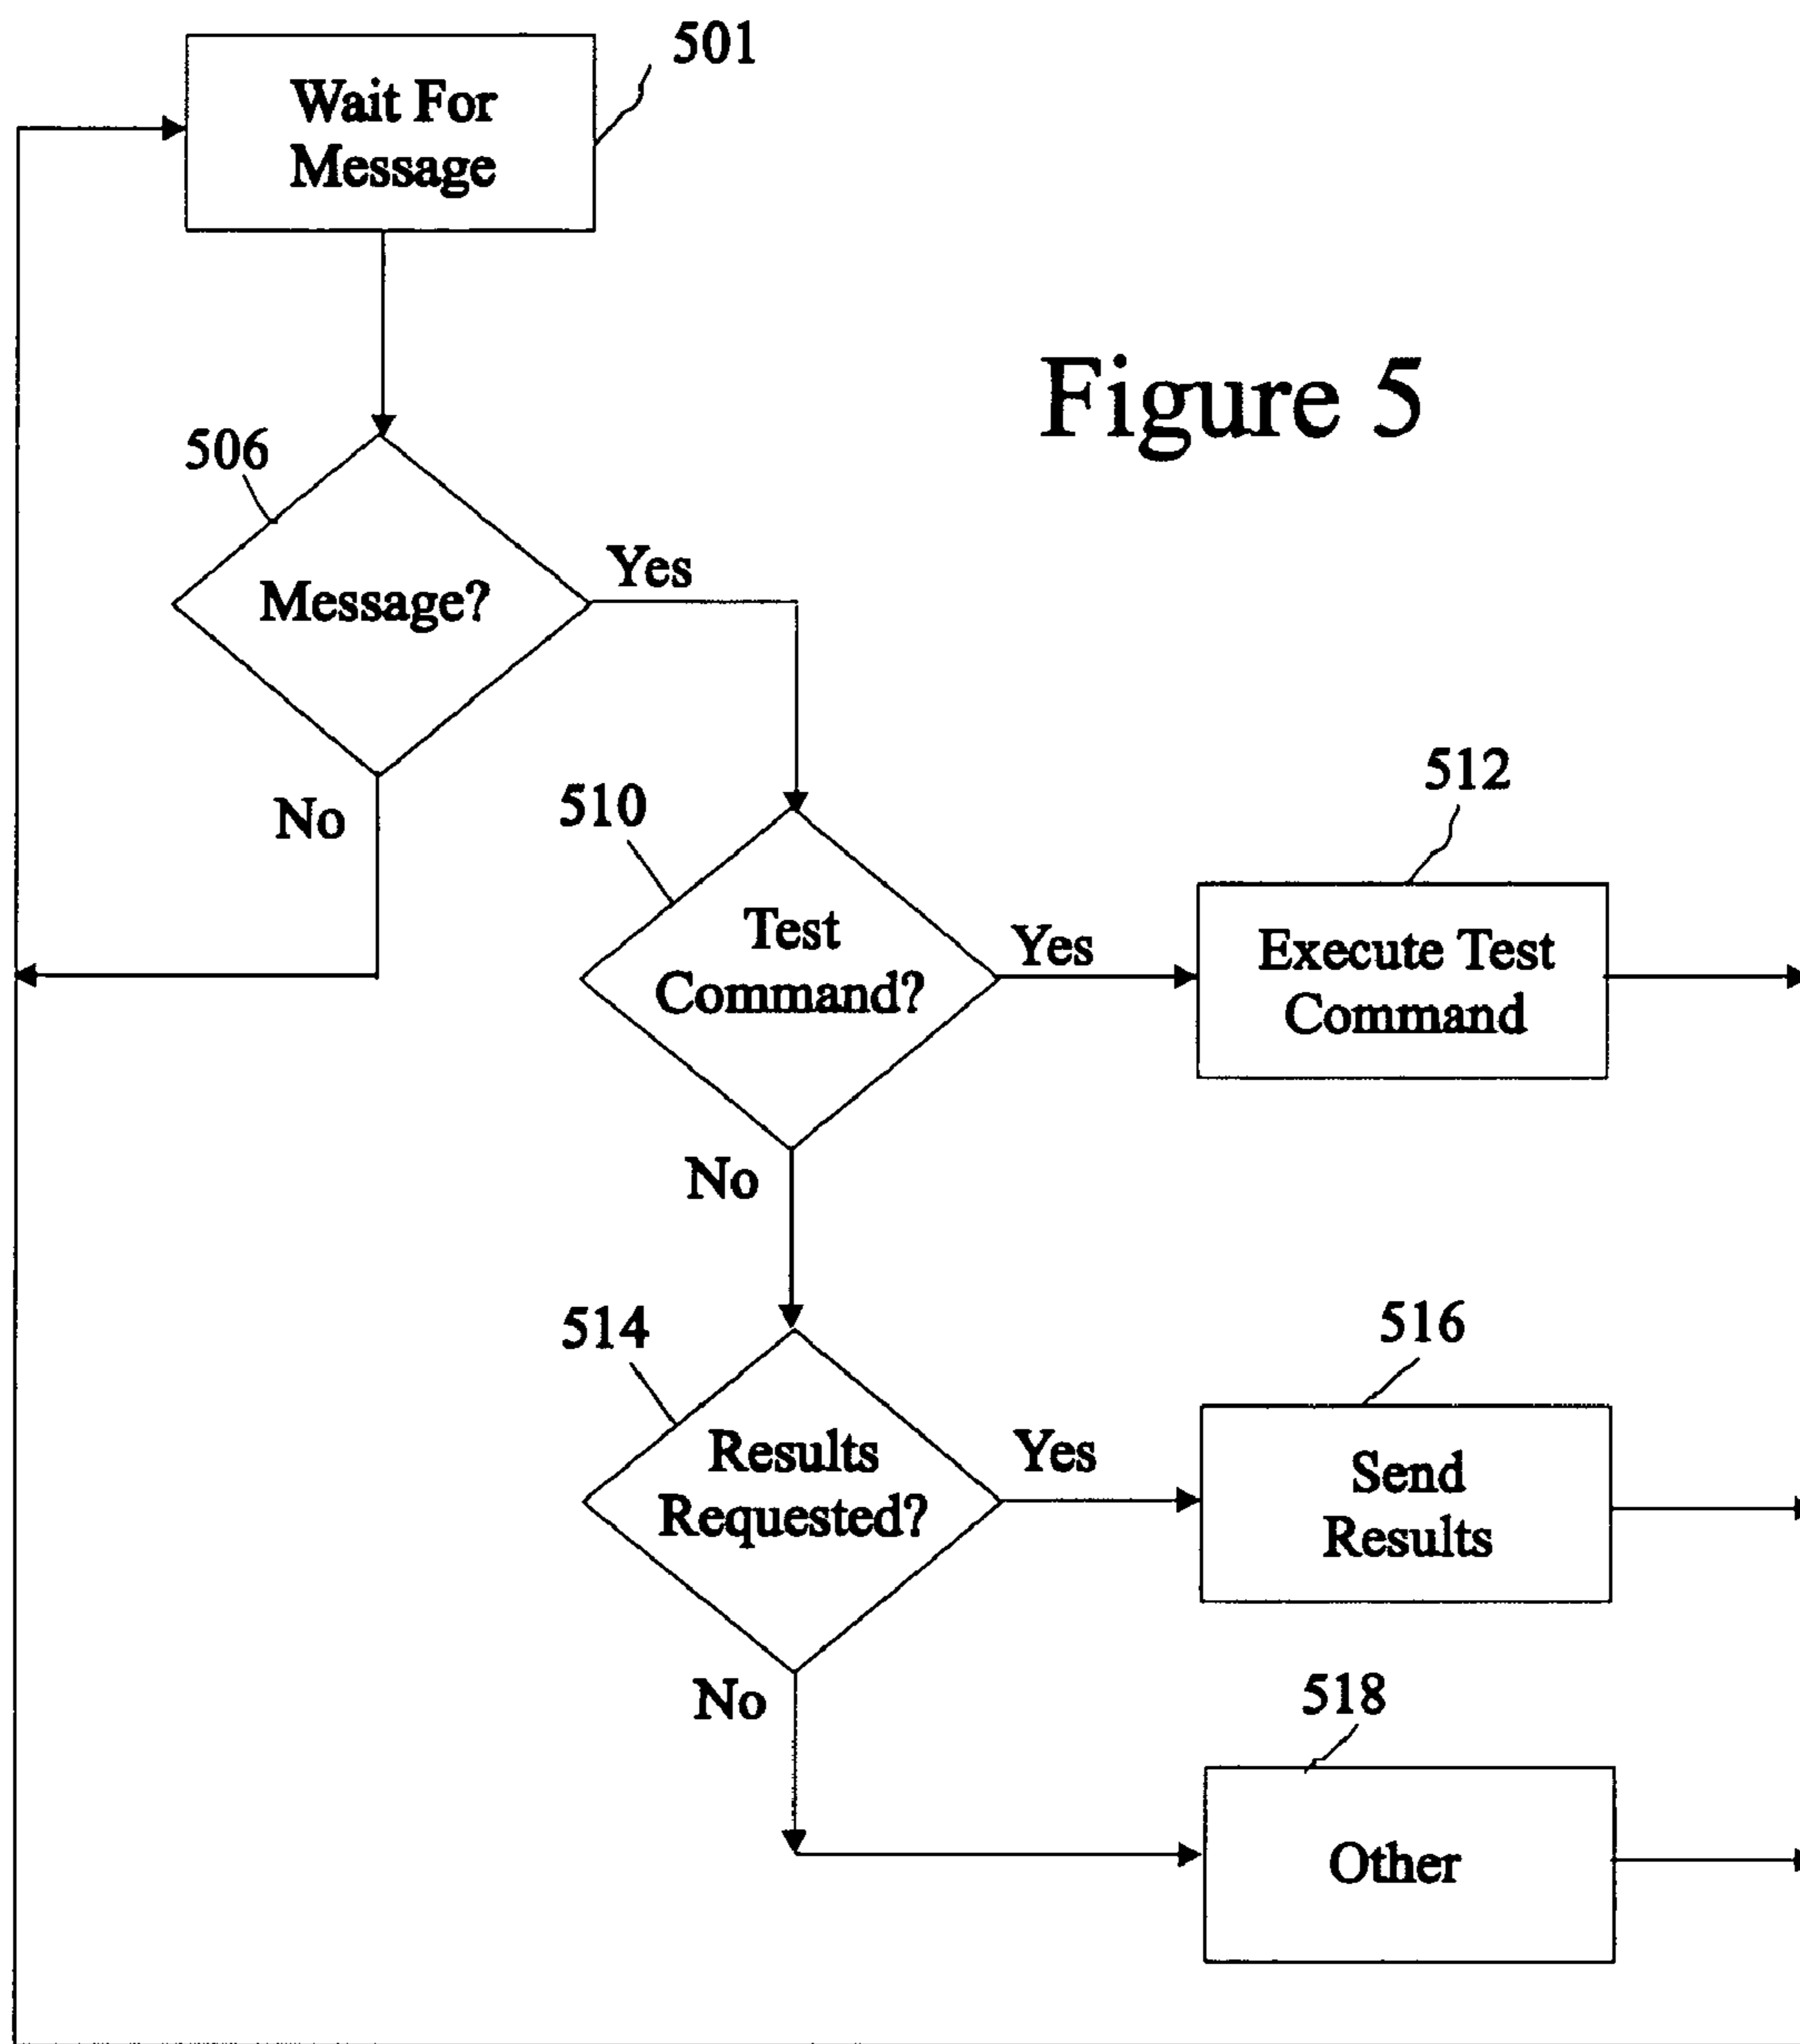 501
Wait For
Message
Figure 5
506
Yes
Message?
No
510
512
Test
Command?
Yes
Execute Test
Command
No
514
516
Results
Requested?
Yes
Send
Results
No
518
Other